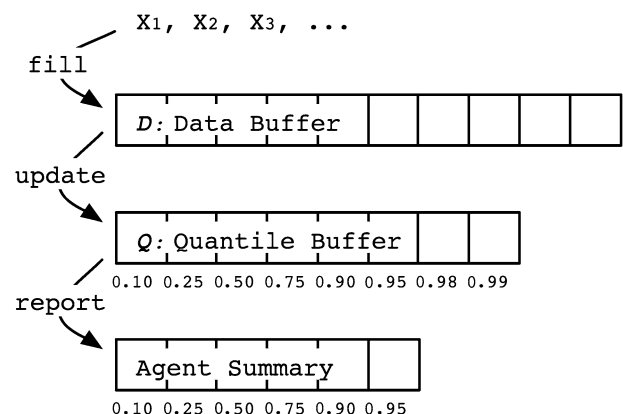 X1, X2, X3, ...
fill
D: Data Buffer
update
Q: Quantile Buffer
0.10 0.25 0.50 0.75 0.90 0.95 0.98 0.99
report
Agent Summary
0.10 0.25 0.50 0.75 0.90 0.95